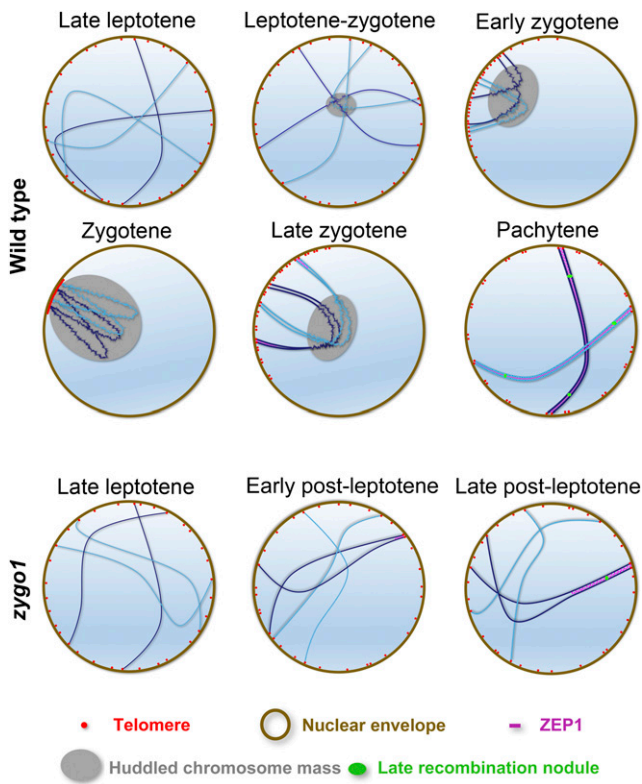 Late leptotene Leptotene-zygotene Early zygotene
Wild type
Zygotene Late zygotene Pachytene
Late leptotene Early post-leptotene Late post-leptotene
zygo1
Telomere Nuclear envelope ZEP1
Huddled chromosome mass Late recombination nodule